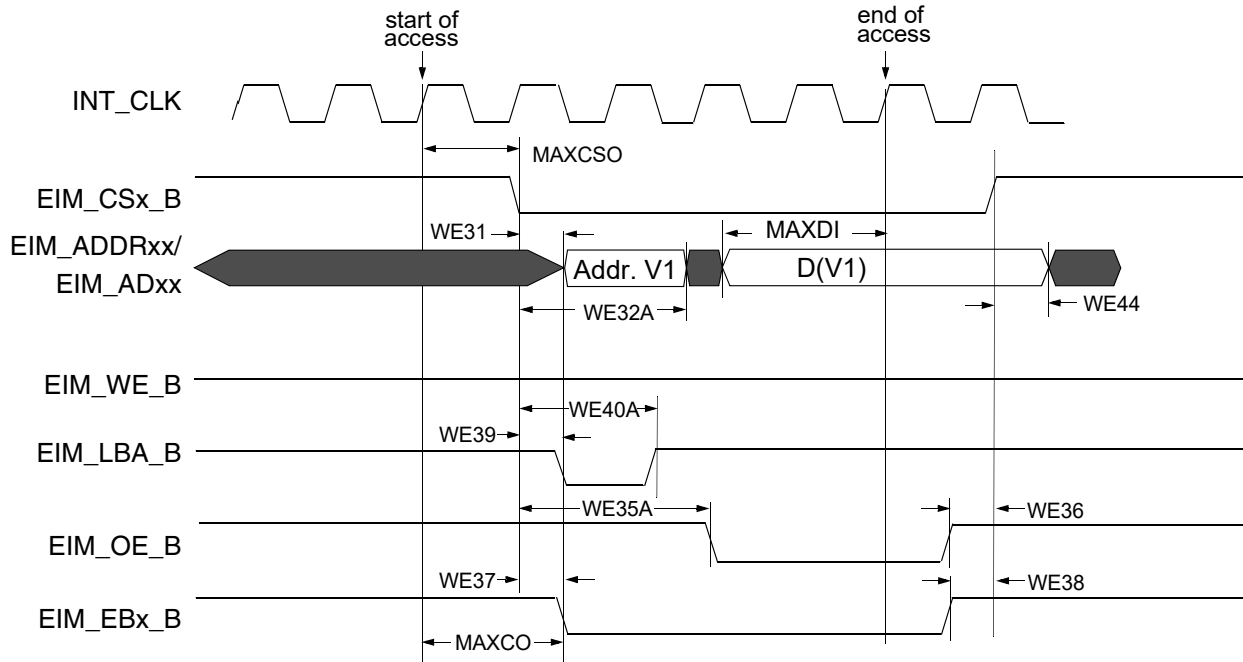 start of
access
end of
access
INT_CLK
MAXCSO
EIM_CSx_B
WE31
MAXDI
EIM_ADDRxx/
EIM_ADxx
Addr. V1
D(V1)
WE32A
WE44
EIM_WE_B
WE40A
WE39
EIM_LBA_B
WE35A
WE36
EIM_OE_B
WE37
WE38
EIM_EBx_B
MAXCO